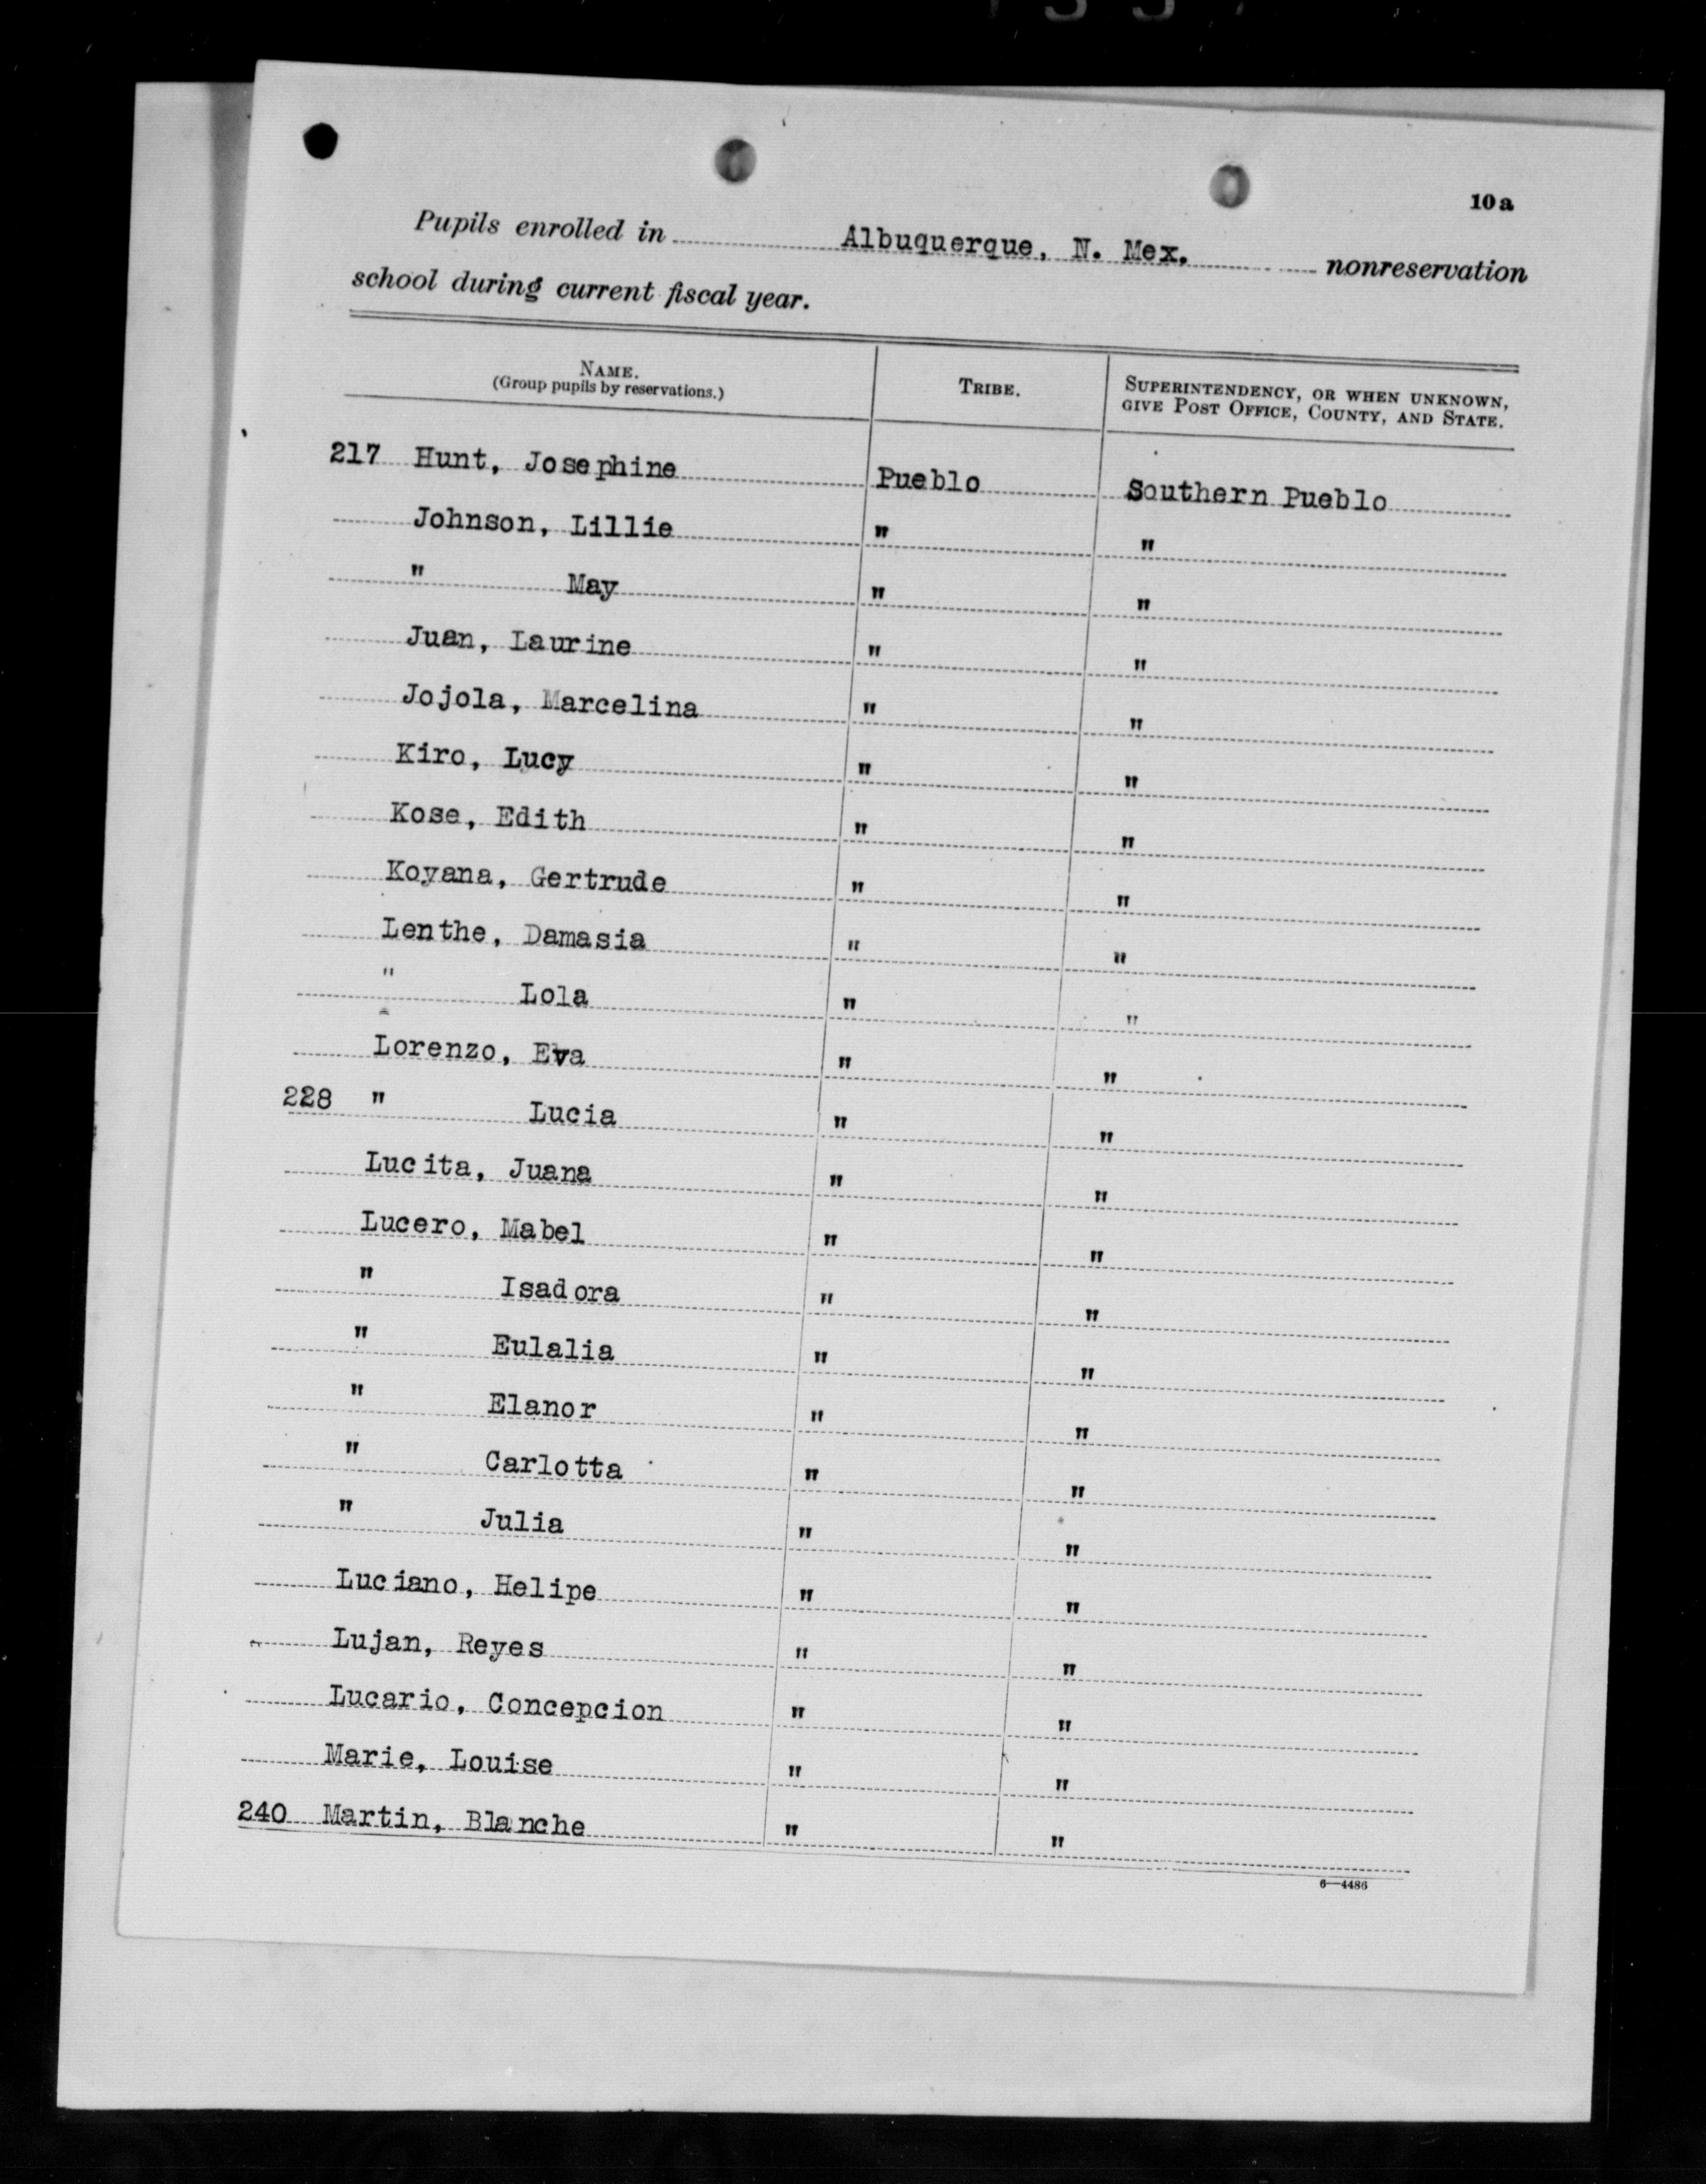 10a
Pupils enrolled in Albuquerque, N. Mex. nonreservation
school during current fiscal year.
NAME. TRIBE. SUPERINTENDENCY, OR WHEN UNKNOWN,
(Group pupils by reservations.) GIVE POST OFFICE, COUNTY, AND STATE.
217 Hunt, Josephine Pueblo Southern Pueblo
Johnson, Lillie " "
" May " "
Juan, Laurine " "
Jojola, Marcelina " "
Kiro, Lucy " "
Kose, Edith " "
Koyana, Gertrude " "
Lenthe, Damasia " "
" Lola " "
Lorenzo, Eva " "
228 " Lucia " "
Lucita, Juana " "
Lucero, Mabel " "
" Isadora " "
" Eulalia " "
" Elanor " "
" Carlotta " "
" Julia " "
Luciano, Helipe " "
Lujan, Reyes " "
Lucario, Concepcion " "
Marie, Louise " "
240 Martin, Blanche " "
6—4486